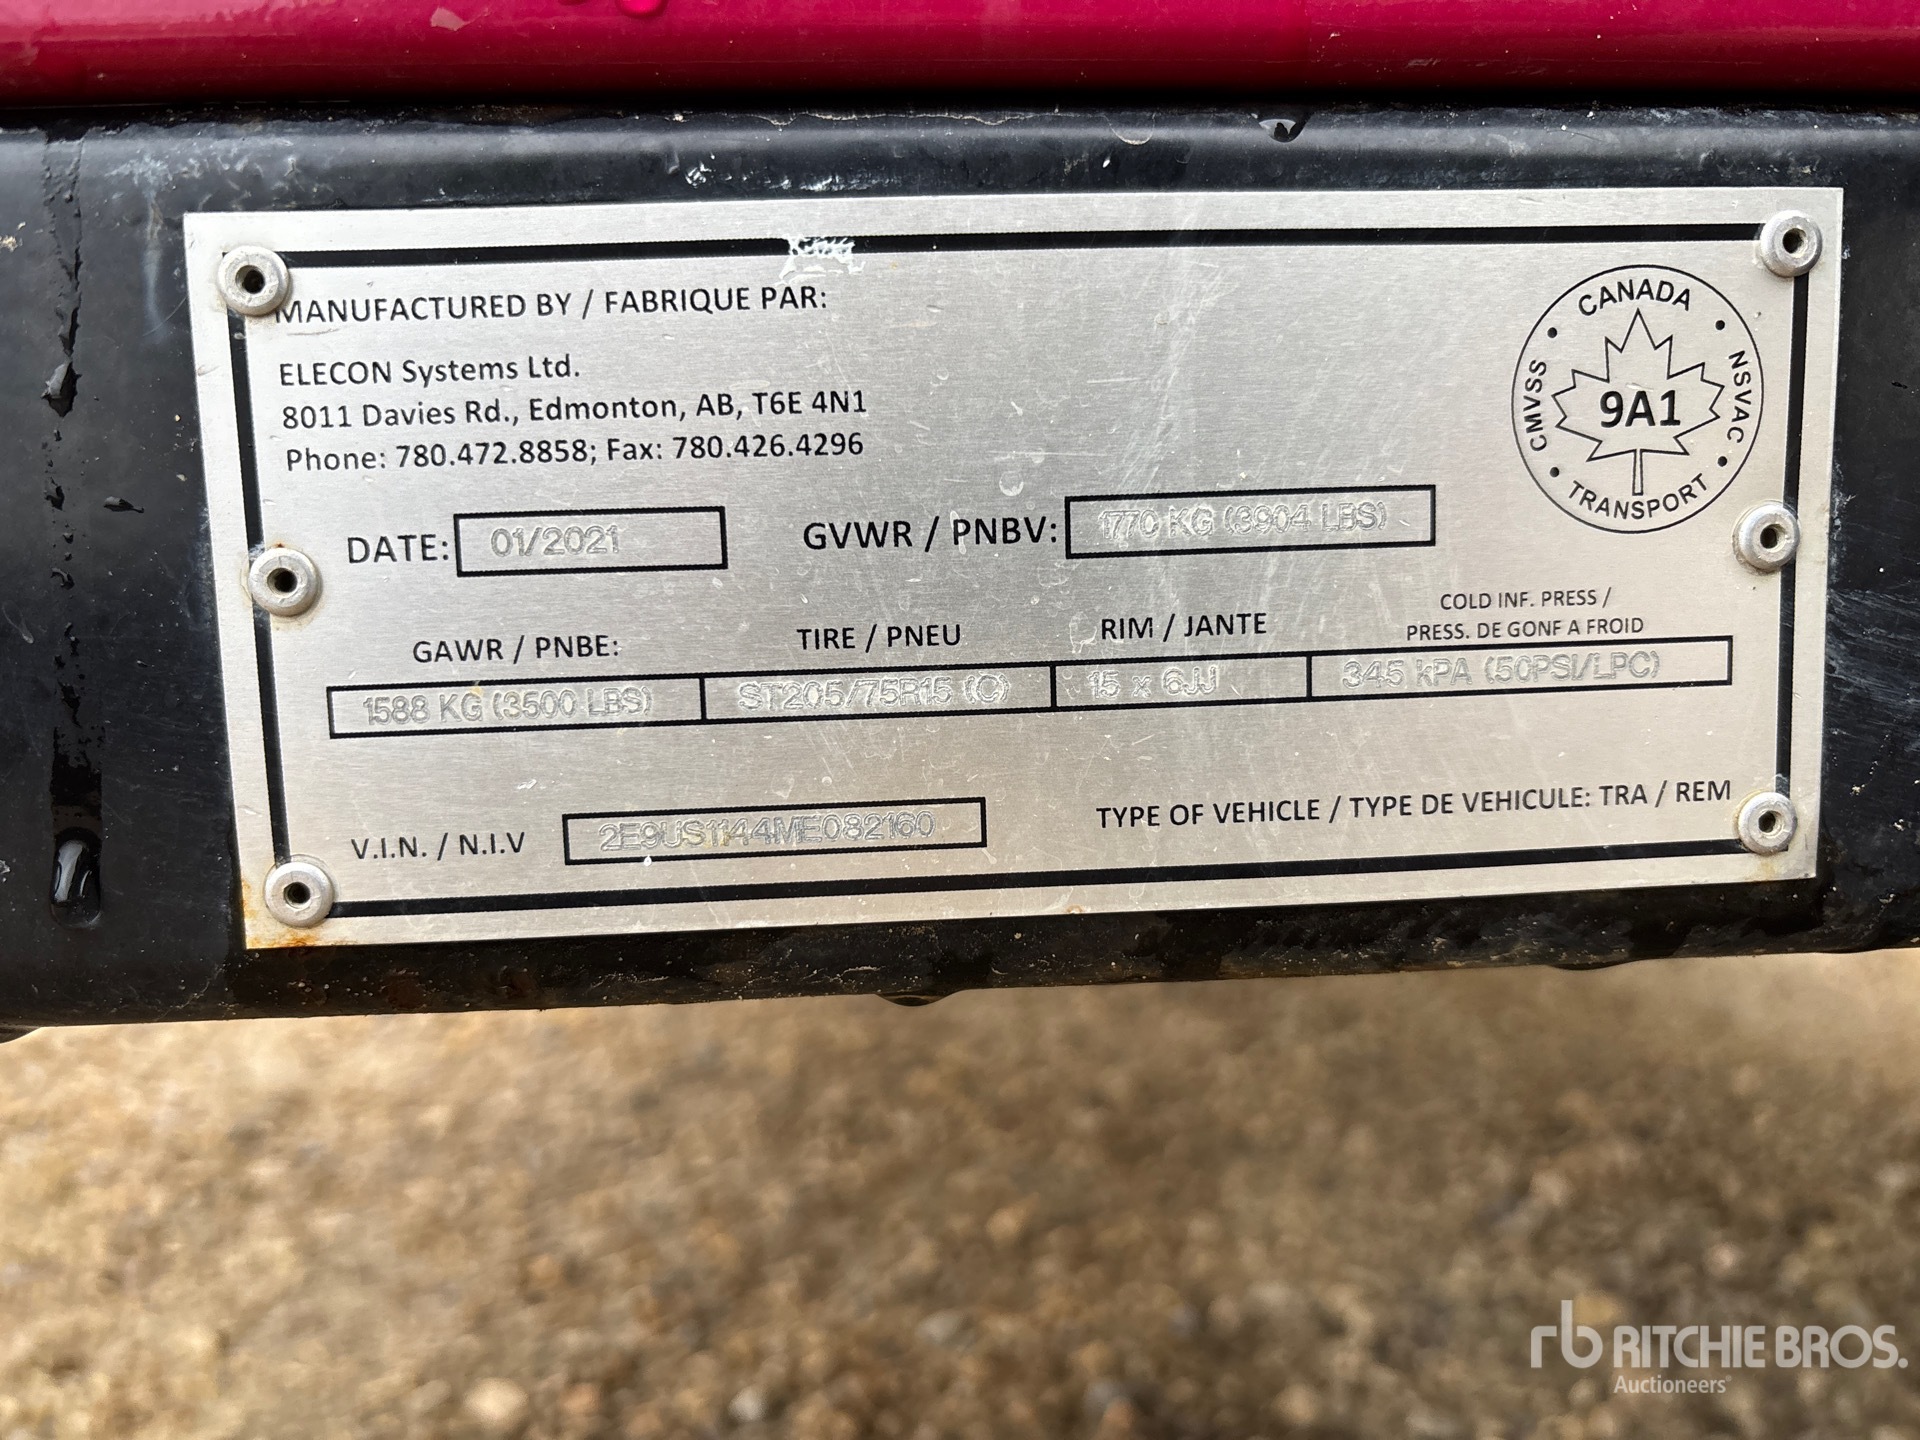 MANUFACTURED BY / FABRIQUE PAR:
ELECON Systems Ltd.
8011 Davies Rd., Edmonton, AB, T6E 4N1
Phone: 780.472.8858; Fax: 780.426.4296
CANADA
CMVSS
NSVAC
9A1
TRANSPORT
DATE: 01/2021 GVWR / PNBV: 1770 KG (3904 LBS)
GAWR / PNBE: TIRE / PNEU RIM / JANTE COLD INF. PRESS /
PRESS. DE GONF A FROID
1588 KG (3500 LBS) ST205/75R15 (C) 15 x 6JJ 345 kPA (50PSI/LPC)
V.I.N. / N.I.V 2E9US1144ME082160 TYPE OF VEHICLE / TYPE DE VEHICULE: TRA / REM
rb RITCHIE BROS.
Auctioneers